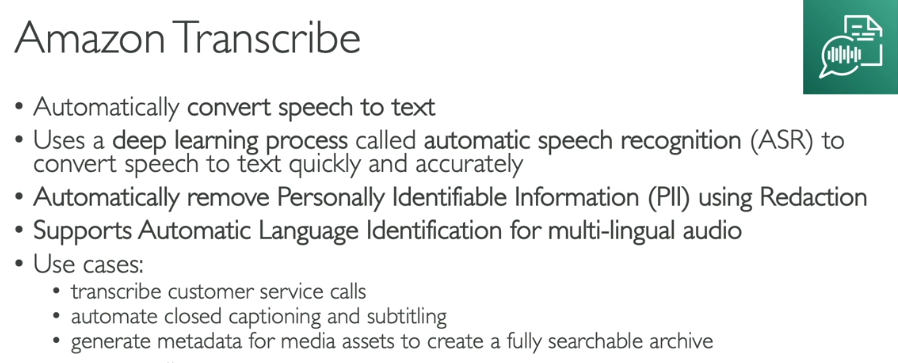 Amazon Transcribe
• Automatically convert speech to text
• Uses a deep learning process called automatic speech recognition (ASR) to
convert speech to text quickly and accurately
• Automatically remove Personally Identifiable Information (PII) using Redaction
• Supports Automatic Language Identification for multi-lingual audio
• Use cases:
• transcribe customer service calls
• automate closed captioning and subtitling
• generate metadata for media assets to create a fully searchable archive